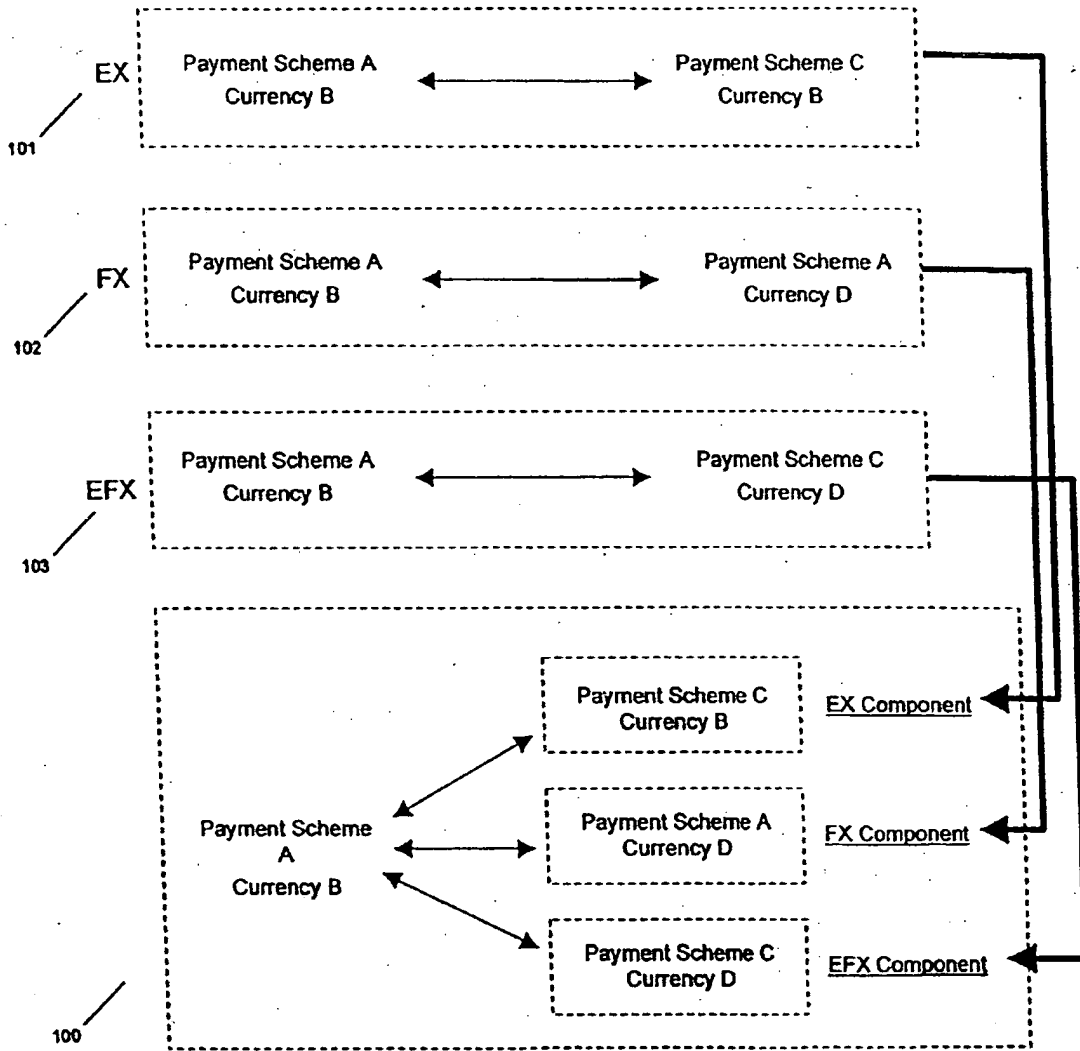 EX
Payment Scheme A
Currency B
Payment Scheme C
Currency B
101
FX
Payment Scheme A
Currency B
Payment Scheme A
Currency D
102
EFX
Payment Scheme A
Currency B
Payment Scheme C
Currency D
103
Payment Scheme C
Currency B
EX Component
Payment Scheme
A
Currency B
Payment Scheme A
Currency D
FX Component
Payment Scheme C
Currency D
EFX Component
100